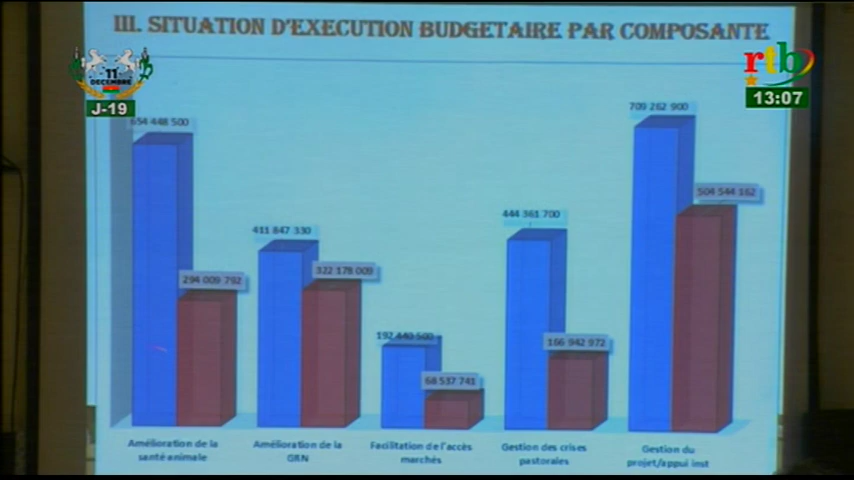 III. SITUATION D'EXECUTION BUDGETAIRE PAR COMPOSANTE
11
DECEMBRE
J-19
rtb
13:07
654 448 500
294 009 792
411 847 330
322 178 009
192 440 500
68 537 741
444 361 700
166 942 972
709 262 900
504 544 162
Amélioration de la
santé animale
Amélioration de la
GRN
Facilitation de l'accès
marchés
Gestion des crises
pastorales
Gestion du
projet/appui inst